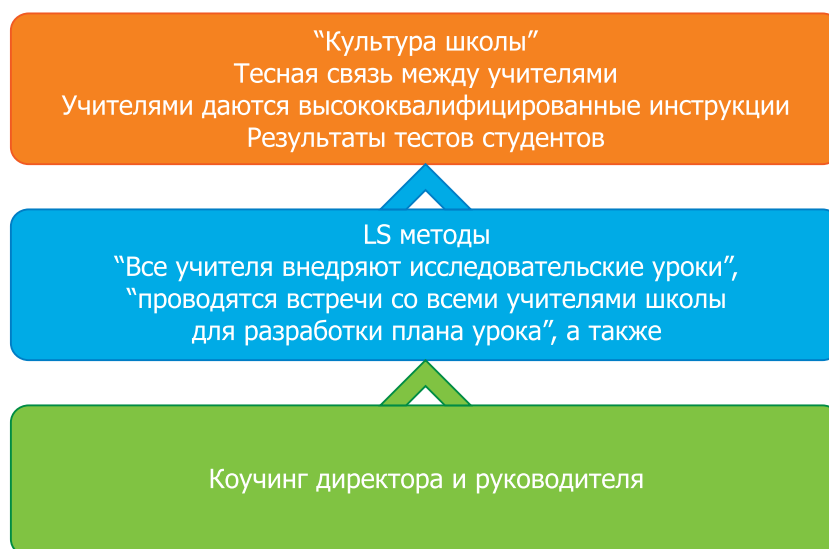 “Культура школы”
Тесная связь между учителями
Учителями даются высококвалифицированные инструкции
Результаты тестов студентов
LS методы
“Все учителя внедряют исследовательские уроки”,
“проводятся встречи со всеми учителями школы
для разработки плана урока”, а также
Коучинг директора и руководителя